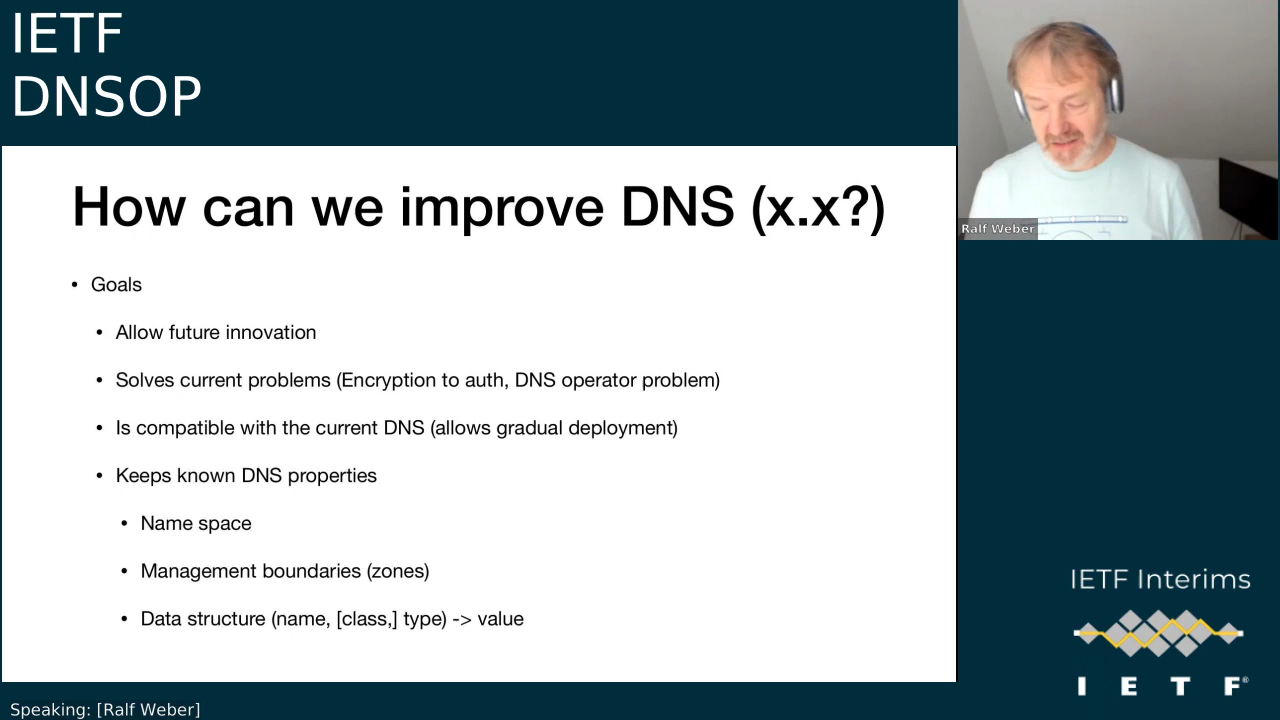 IETF
DNSOP
How can we improve DNS (x.x?)
• Goals
• Allow future innovation
• Solves current problems (Encryption to auth, DNS operator problem)
• Is compatible with the current DNS (allows gradual deployment)
• Keeps known DNS properties
• Name space
• Management boundaries (zones)
• Data structure (name, [class,] type) -> value
Ralf Weber
IETF Interims
I E T F®
Speaking: [Ralf Weber]